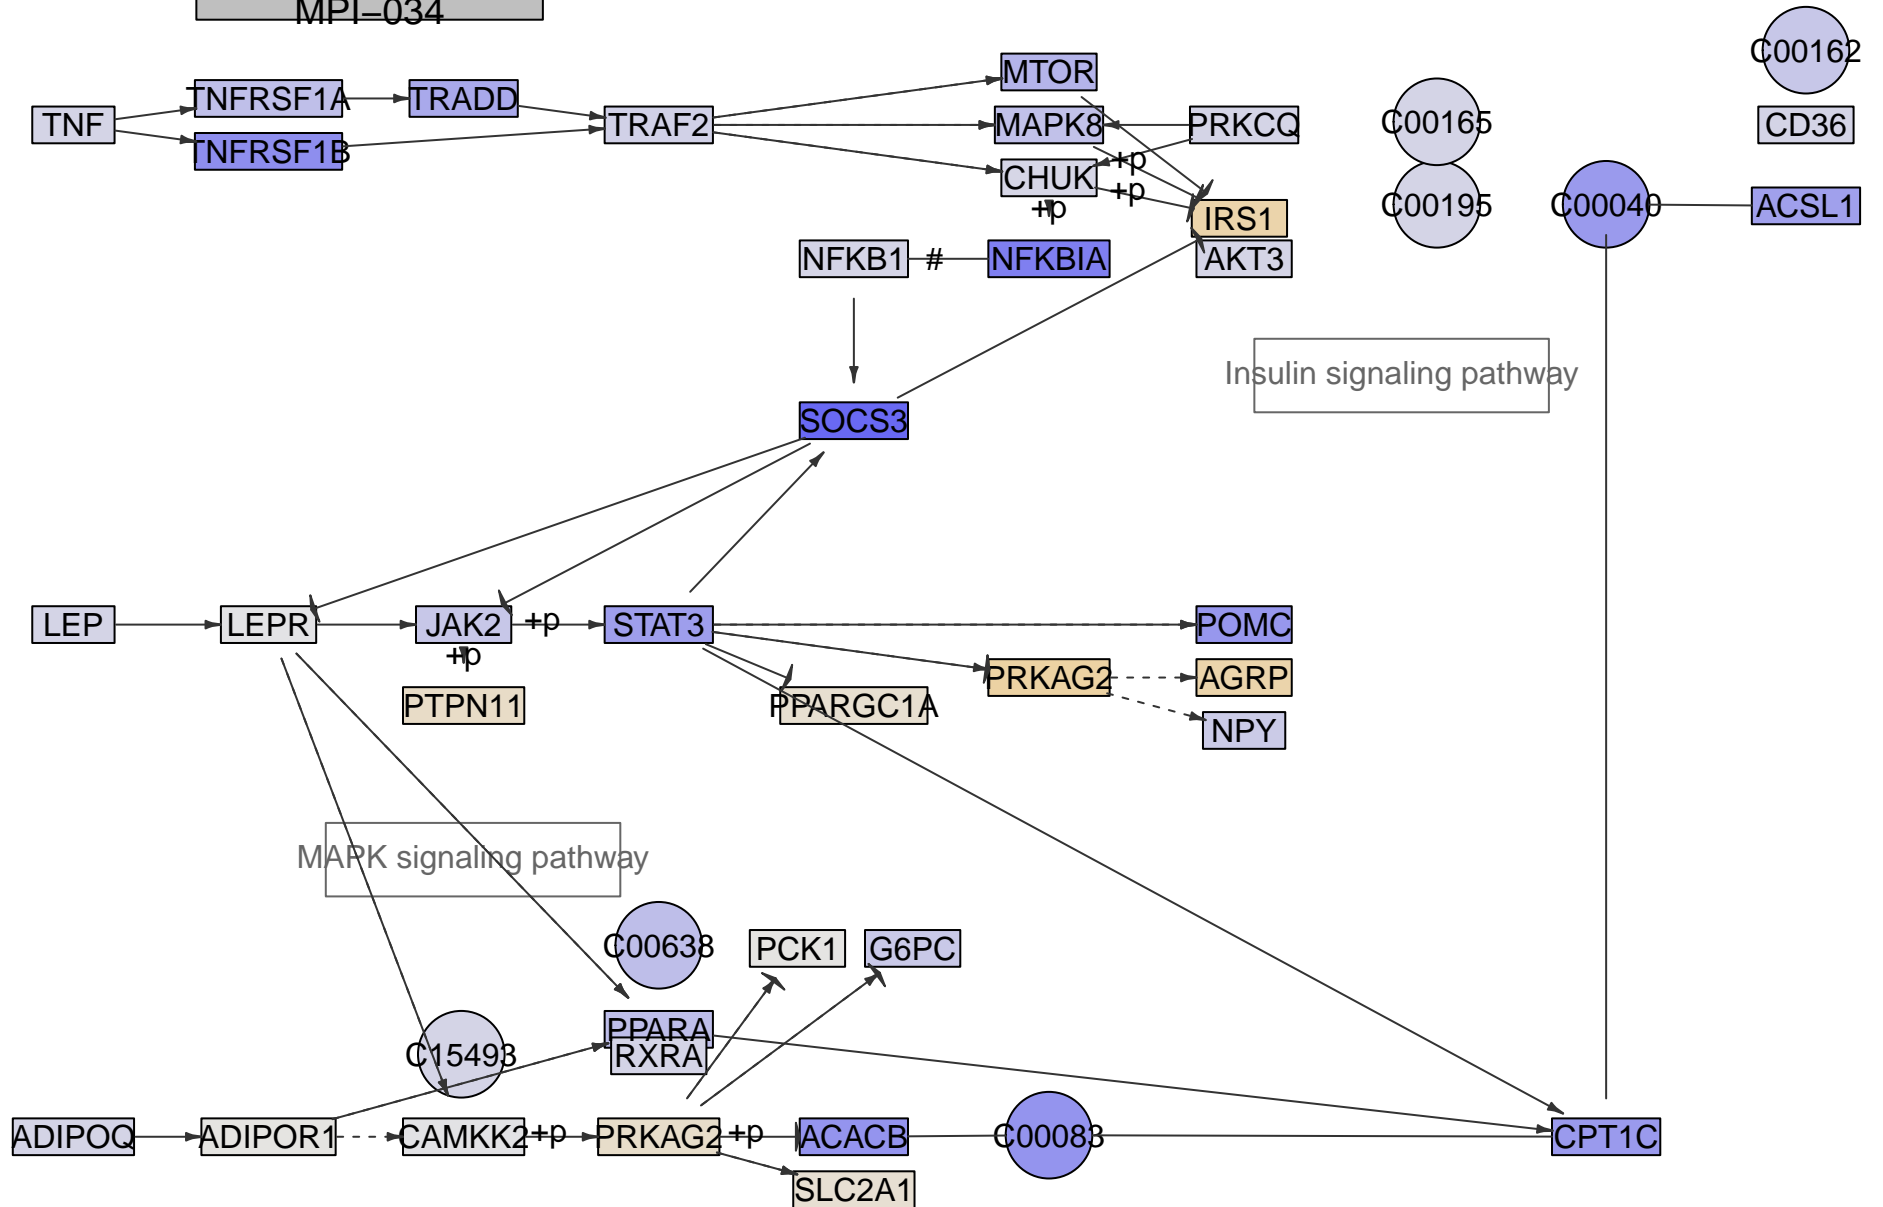 MPI−034
C00162
MTOR
TNFRSF1A
TRADD
TNF
TRAF2
MAPK8
PRKCQ
C00165
CD36
TNFRSF1B
+p
CHUK
+p
+p
IRS1
C00195
C00040
ACSL1
NFKB1
#
NFKBIA
AKT3
Insulin signaling pathway
SOCS3
LEP
LEPR
JAK2
+p
STAT3
POMC
+p
PRKAG2
AGRP
PTPN11
PPARGC1A
NPY
MAPK signaling pathway
C00638
PCK1
G6PC
PPARA
C15493
RXRA
ADIPOQ
ADIPOR1
CAMKK2
+p
PRKAG2
+p
ACACB
C00083
CPT1C
SLC2A1